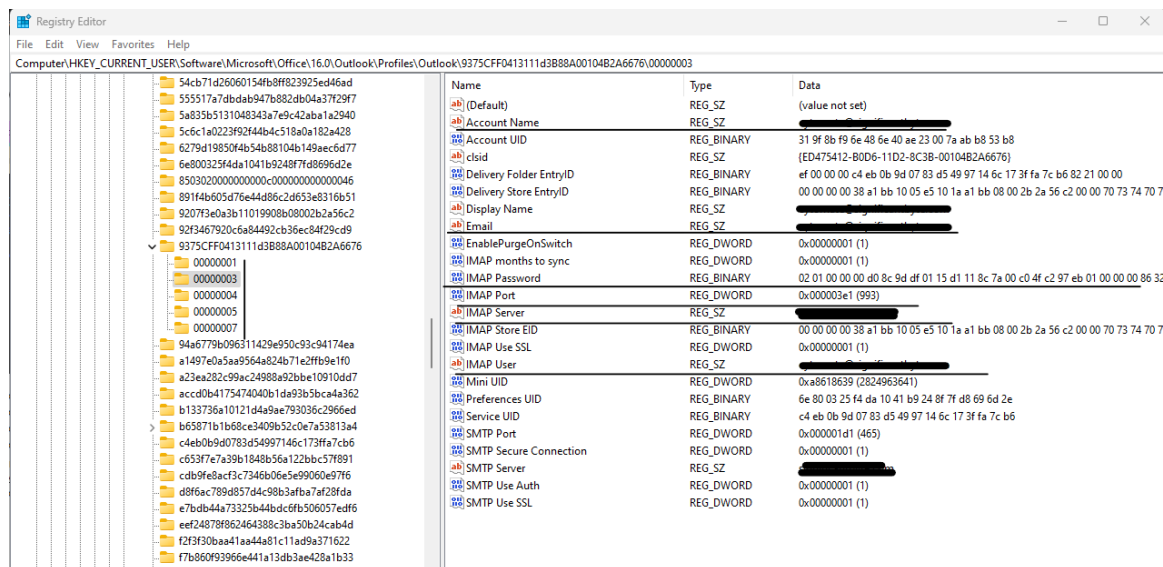 Registry Editor
File Edit View Favorites Help
Computer\HKEY_CURRENT_USER\Software\Microsoft\Office\16.0\Outlook\Profiles\Outlook\9375CFF0413111d3B88A00104B2A6676\00000003
54cb71d26060154fb8ff823925ed46ad
555517a7dbdab947b882db04a37f29f7
5a835b5131048343a7e9c42aba1a2940
5c6c1a0223f92f44b4c518a0a182a428
6279d19850f4b54b88104b149aec6d77
6e800325f4da1041b9248f7fd8696d2e
8503020000000000c000000000000046
891f4b605d76e44d86c2d653e8316b51
9207f3e0a3b11019908b08002b2a56c2
92f3467920c6a84492cb36ec84f29cd9
9375CFF0413111d3B88A00104B2A6676
00000001
00000003
00000004
00000005
00000007
94a6779b096311429e950c93c94174ea
a1497e0a5aa9564a824b71e2ffb9e1f0
a23ea282c99ac24988a92bbe10910dd7
accd0b4175474040b1da93b5bca4a362
b133736a10121d4a9ae793036c2966ed
b65871b1b68ce3409b52c0e7a53813a4
c4eb0b9d0783d54997146c173ffa7cb6
c653f7e7a39b1848b56a122bbc57f891
cdb9fe8acf3c7346b06e5e99060e97f6
d8f6ac789d857d4c98b3afba7af28fda
e7bdb44a73325b44bdc6fb506057edf6
eef24878f862464388c3ba50b24cab4d
f2f3f30baa41aa44a81c11ad9a371622
f7b860f93966e441a13db3ae428a1b33
Name Type Data
(Default) REG_SZ (value not set)
Account Name REG_SZ
Account UID REG_BINARY 31 9f 8b f9 6e 48 6e 40 ae 23 00 7a ab b8 53 b8
clsid REG_SZ {ED475412-B0D6-11D2-8C3B-00104B2A6676}
Delivery Folder EntryID REG_BINARY ef 00 00 00 c4 eb 0b 9d 07 83 d5 49 97 14 6c 17 3f fa 7c b6 82 21 00 00
Delivery Store EntryID REG_BINARY 00 00 00 00 38 a1 bb 10 05 e5 10 1a a1 bb 08 00 2b 2a 56 c2 00 00 70 73 74 70 7
Display Name REG_SZ
Email REG_SZ
EnablePurgeOnSwitch REG_DWORD 0x00000001 (1)
IMAP months to sync REG_DWORD 0x00000001 (1)
IMAP Password REG_BINARY 02 01 00 00 00 d0 8c 9d df 01 15 d1 11 8c 7a 00 c0 4f c2 97 eb 01 00 00 00 86 32
IMAP Port REG_DWORD 0x000003e1 (993)
IMAP Server REG_SZ
IMAP Store EID REG_BINARY 00 00 00 00 38 a1 bb 10 05 e5 10 1a a1 bb 08 00 2b 2a 56 c2 00 00 70 73 74 70 7
IMAP Use SSL REG_DWORD 0x00000001 (1)
IMAP User REG_SZ
Mini UID REG_DWORD 0xa8618639 (2824963641)
Preferences UID REG_BINARY 6e 80 03 25 f4 da 10 41 b9 24 8f 7f d8 69 6d 2e
Service UID REG_BINARY c4 eb 0b 9d 07 83 d5 49 97 14 6c 17 3f fa 7c b6
SMTP Port REG_DWORD 0x000001d1 (465)
SMTP Secure Connection REG_DWORD 0x00000001 (1)
SMTP Server REG_SZ
SMTP Use Auth REG_DWORD 0x00000001 (1)
SMTP Use SSL REG_DWORD 0x00000001 (1)